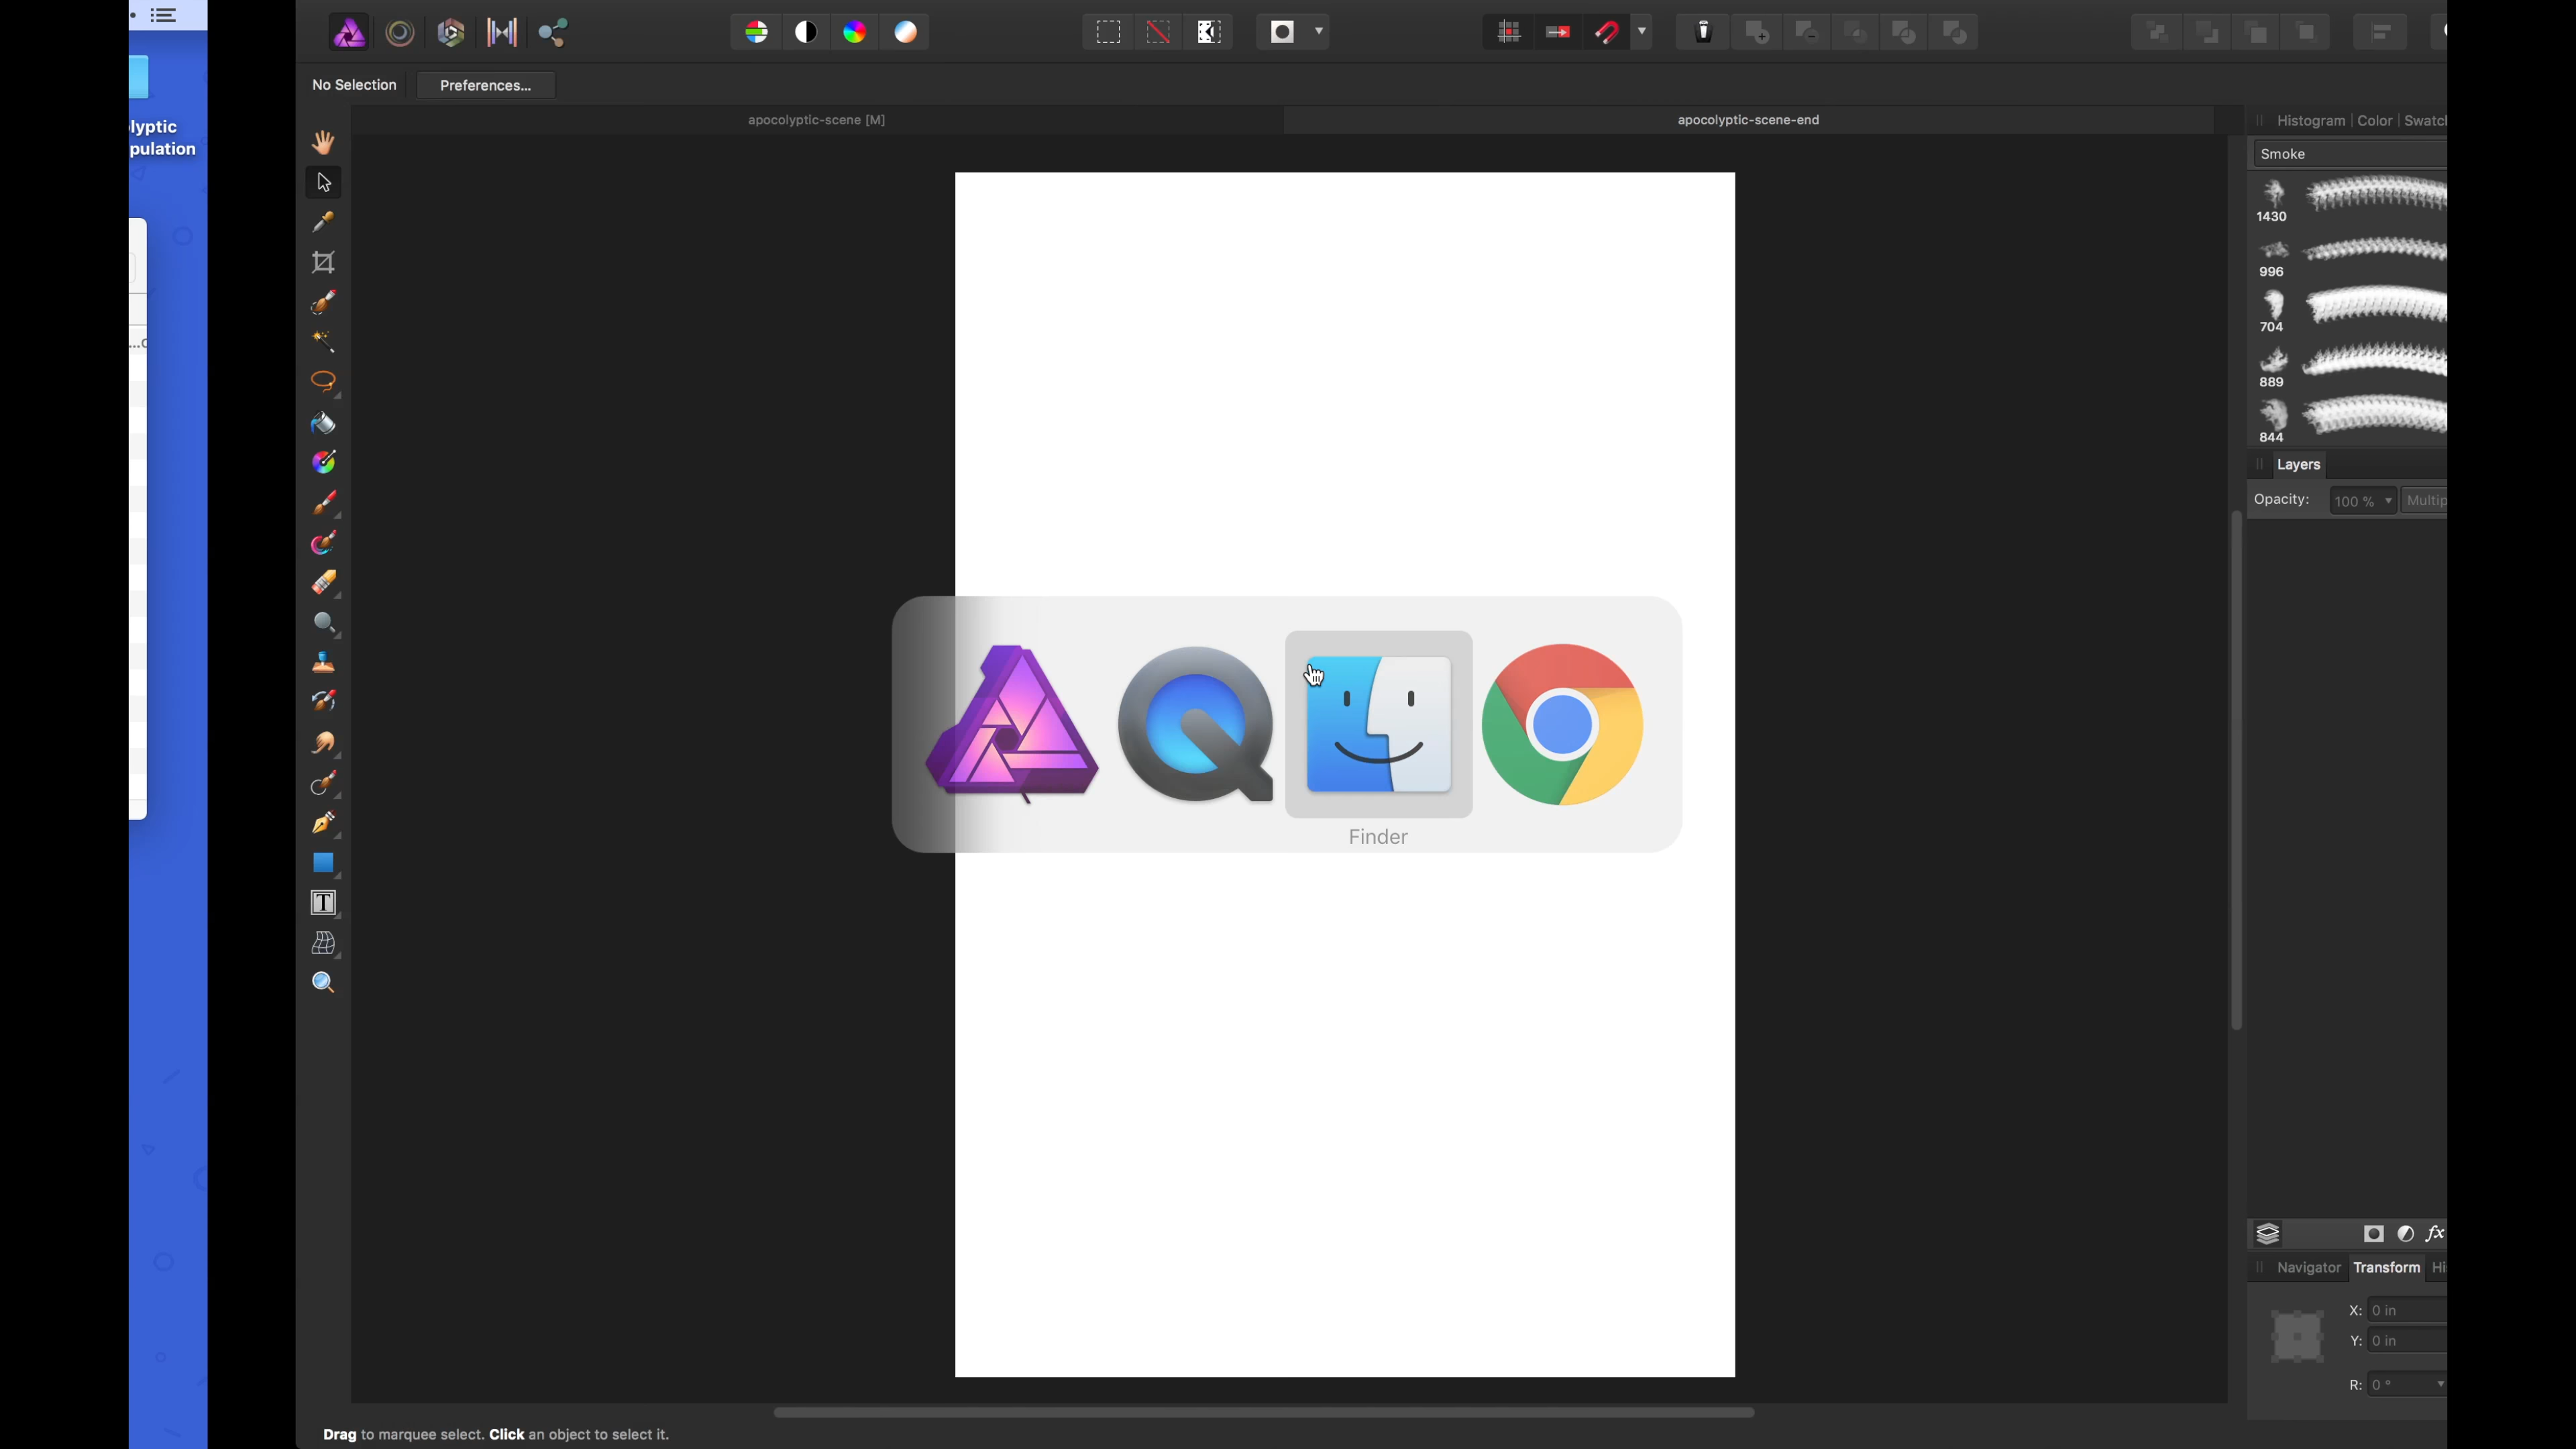 lyptic
pulation
...c
No Selection
Preferences...
apocolyptic-scene [M]
apocolyptic-scene-end
Histogram | Color | Swatch
Smoke
1430
996
704
889
844
Layers
Opacity: 100 % Multip
Finder
fx
Navigator Transform Hi
X: 0 in
Y: 0 in
R: 0 °
Drag to marquee select. Click an object to select it.